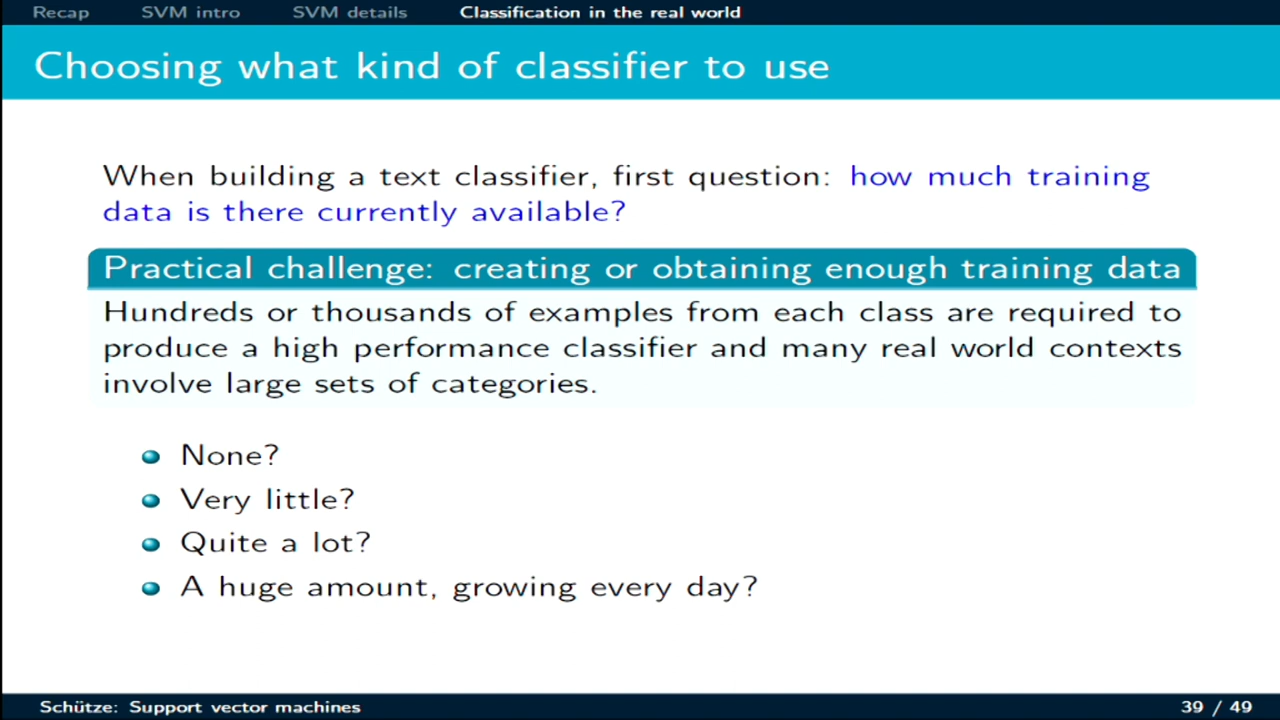 Recap SVM intro SVM details Classification in the real world
Choosing what kind of classifier to use
When building a text classifier, first question: how much training
data is there currently available?
Practical challenge: creating or obtaining enough training data
Hundreds or thousands of examples from each class are required to
produce a high performance classifier and many real world contexts
involve large sets of categories.
None?
Very little?
Quite a lot?
A huge amount, growing every day?
Schütze: Support vector machines 39 / 49